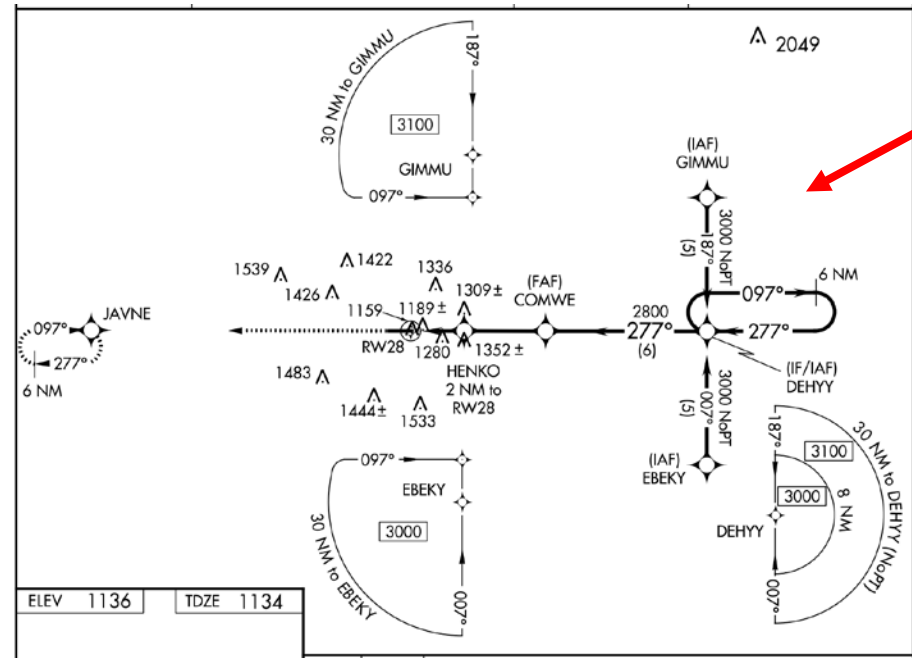 2049
30 NM to GIMMU
187°
3100
GIMMU
097°
(IAF)
GIMMU
3000 NoPT
187°
(5)
1539
1422
1426
1336
1309±
1159
1189±
(FAF)
COMWE
2800
277°
(6)
097°
6 NM
277°
097°
JAVNE
277°
6 NM
RW28
1280
1352±
HENKO
2 NM to
RW28
(IF/IAF)
DEHYY
1483
1444±
1533
3000 NoPT
007°
(5)
(IAF)
EBEKY
097°
EBEKY
3000
30 NM to EBEKY
007°
187°
3100
3000
8 NM
30 NM to DEHYY (NoPT)
DEHYY
007°
ELEV 1136
TDZE 1134